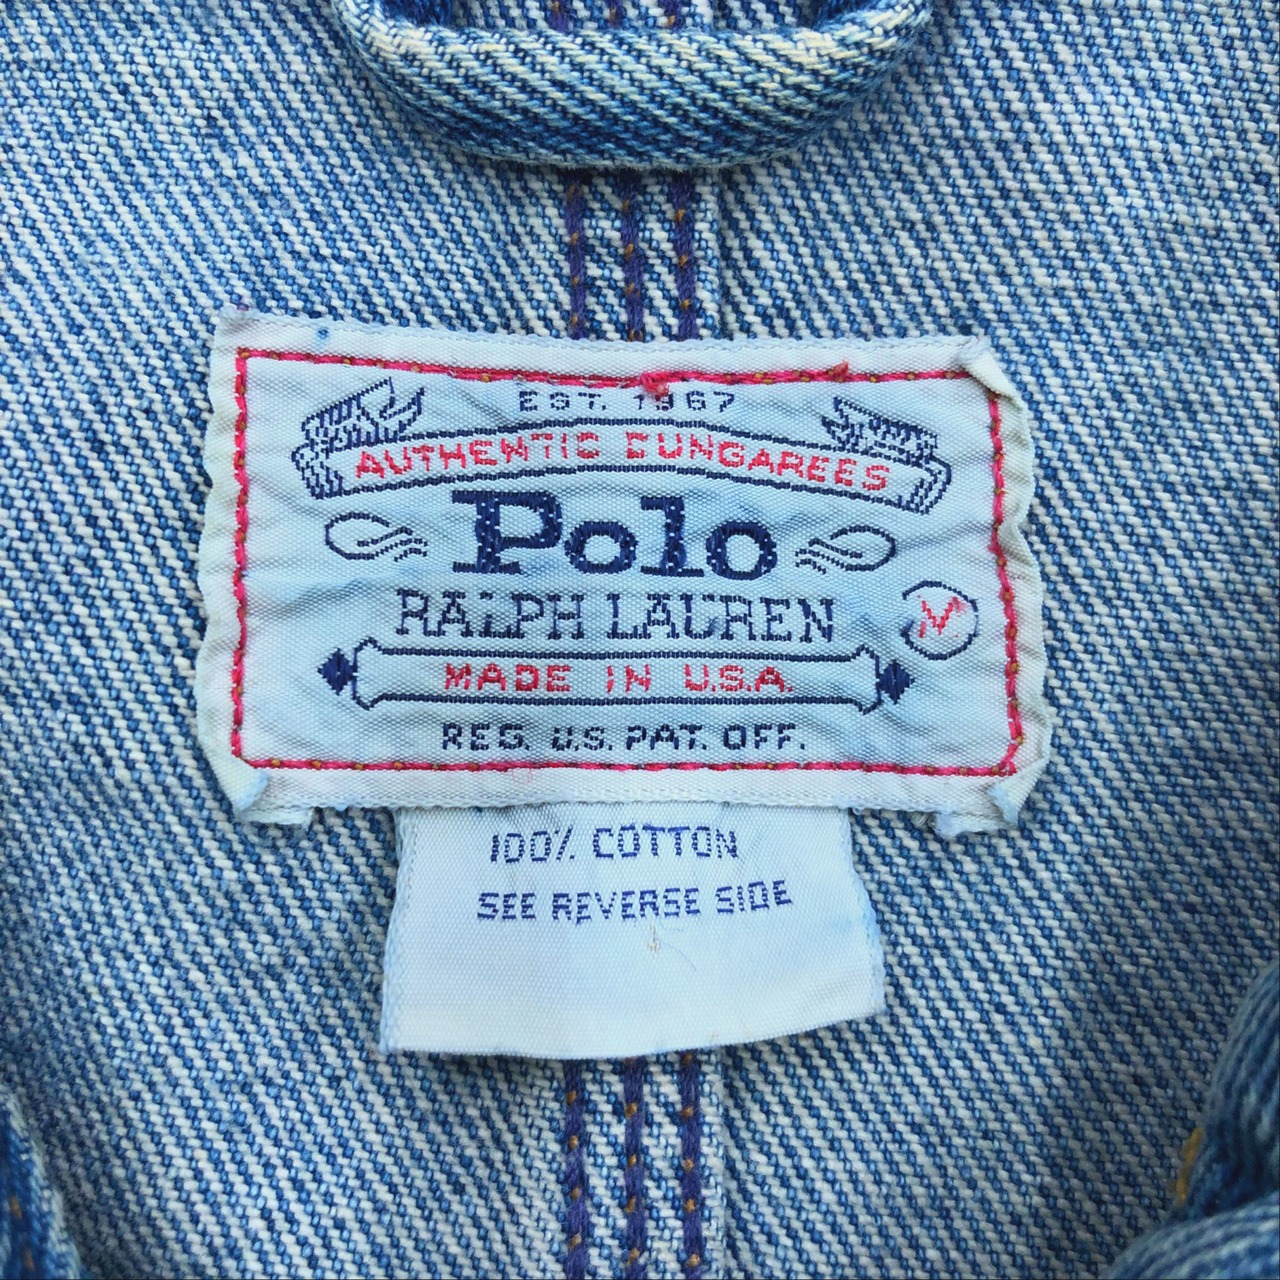 EST. 1967
AUTHENTIC DUNGAREES
Polo
RALPH LAUREN
M
MADE IN U.S.A.
REG. U.S. PAT. OFF.
100% COTTON
SEE REVERSE SIDE